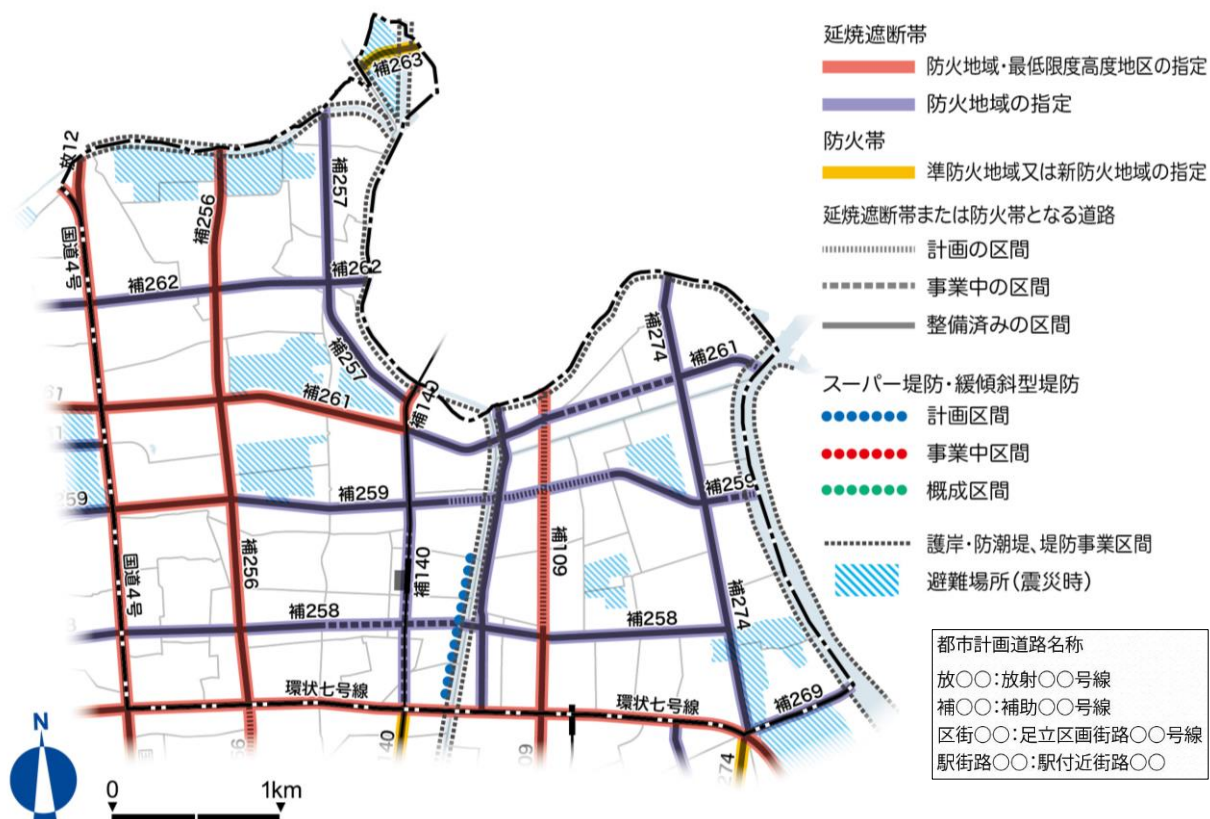 延焼遮断帯
防火地域・最低限度高度地区の指定
防火地域の指定
防火帯
準防火地域又は新防火地域の指定
延焼遮断帯または防火帯となる道路
計画の区間
事業中の区間
整備済みの区間
スーパー堤防・緩傾斜型堤防
計画区間
事業中区間
概成区間
護岸・防潮堤、堤防事業区間
避難場所(震災時)
都市計画道路名称
放○○:放射○○号線
補○○:補助○○号線
区街○○:足立区画街路○○号線
駅街路○○:駅付近街路○○
補263
放12
補257
補256
国道4号
補262
補262
補274
補261
補257
補140
61
補261
259
補259
補259
補109
補256
国道4号
補140
補258
補258
補274
環状七号線
環状七号線
補269
56
140
09
274
N
0
1km